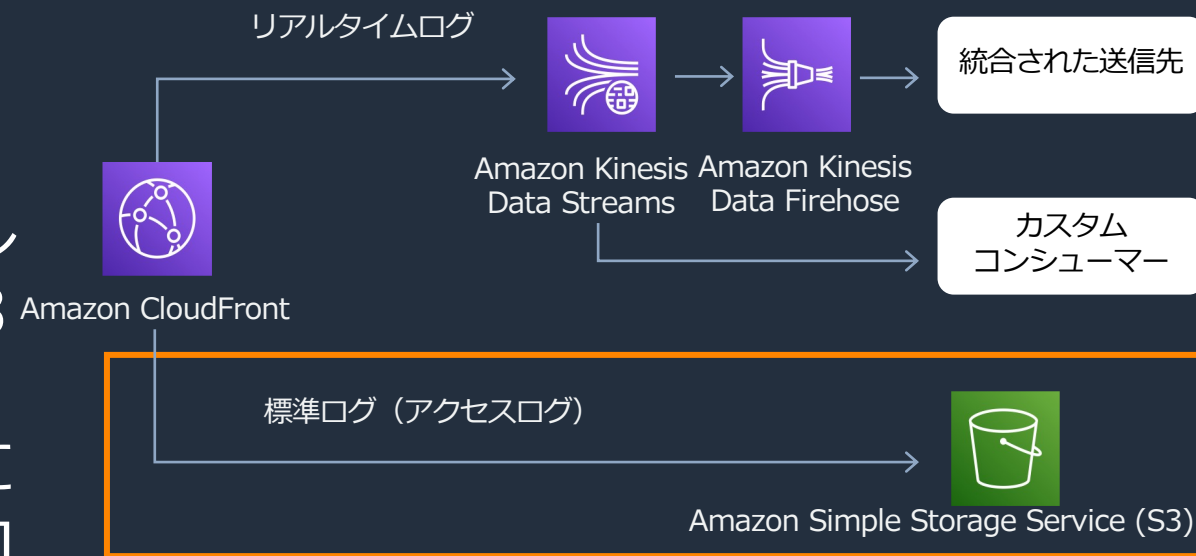 リアルタイムログ
統合された送信先
Amazon Kinesis
Data Streams
Amazon Kinesis
Data Firehose
カスタム
コンシューマー
Amazon CloudFront
標準ログ（アクセスログ）
Amazon Simple Storage Service (S3)